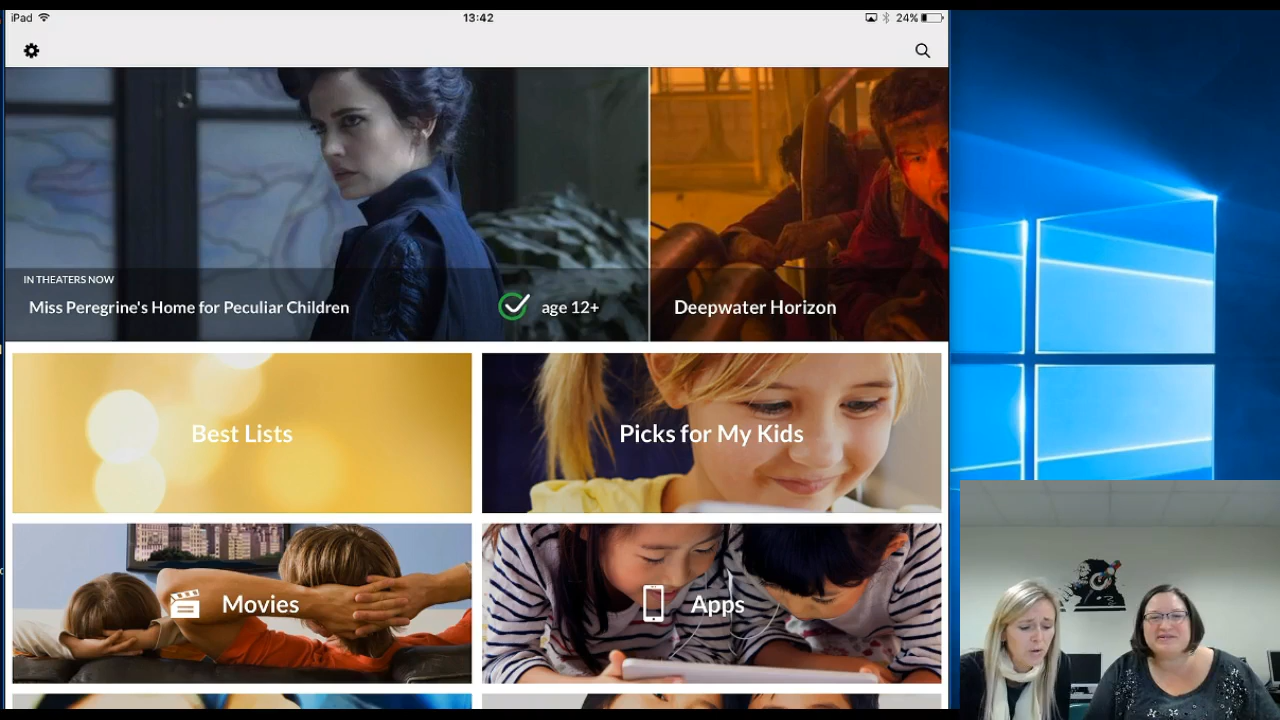 iPad
13:42
24%
IN THEATERS NOW
Miss Peregrine's Home for Peculiar Children
age 12+
Deepwater Horizon
Best Lists
Picks for My Kids
Movies
Apps